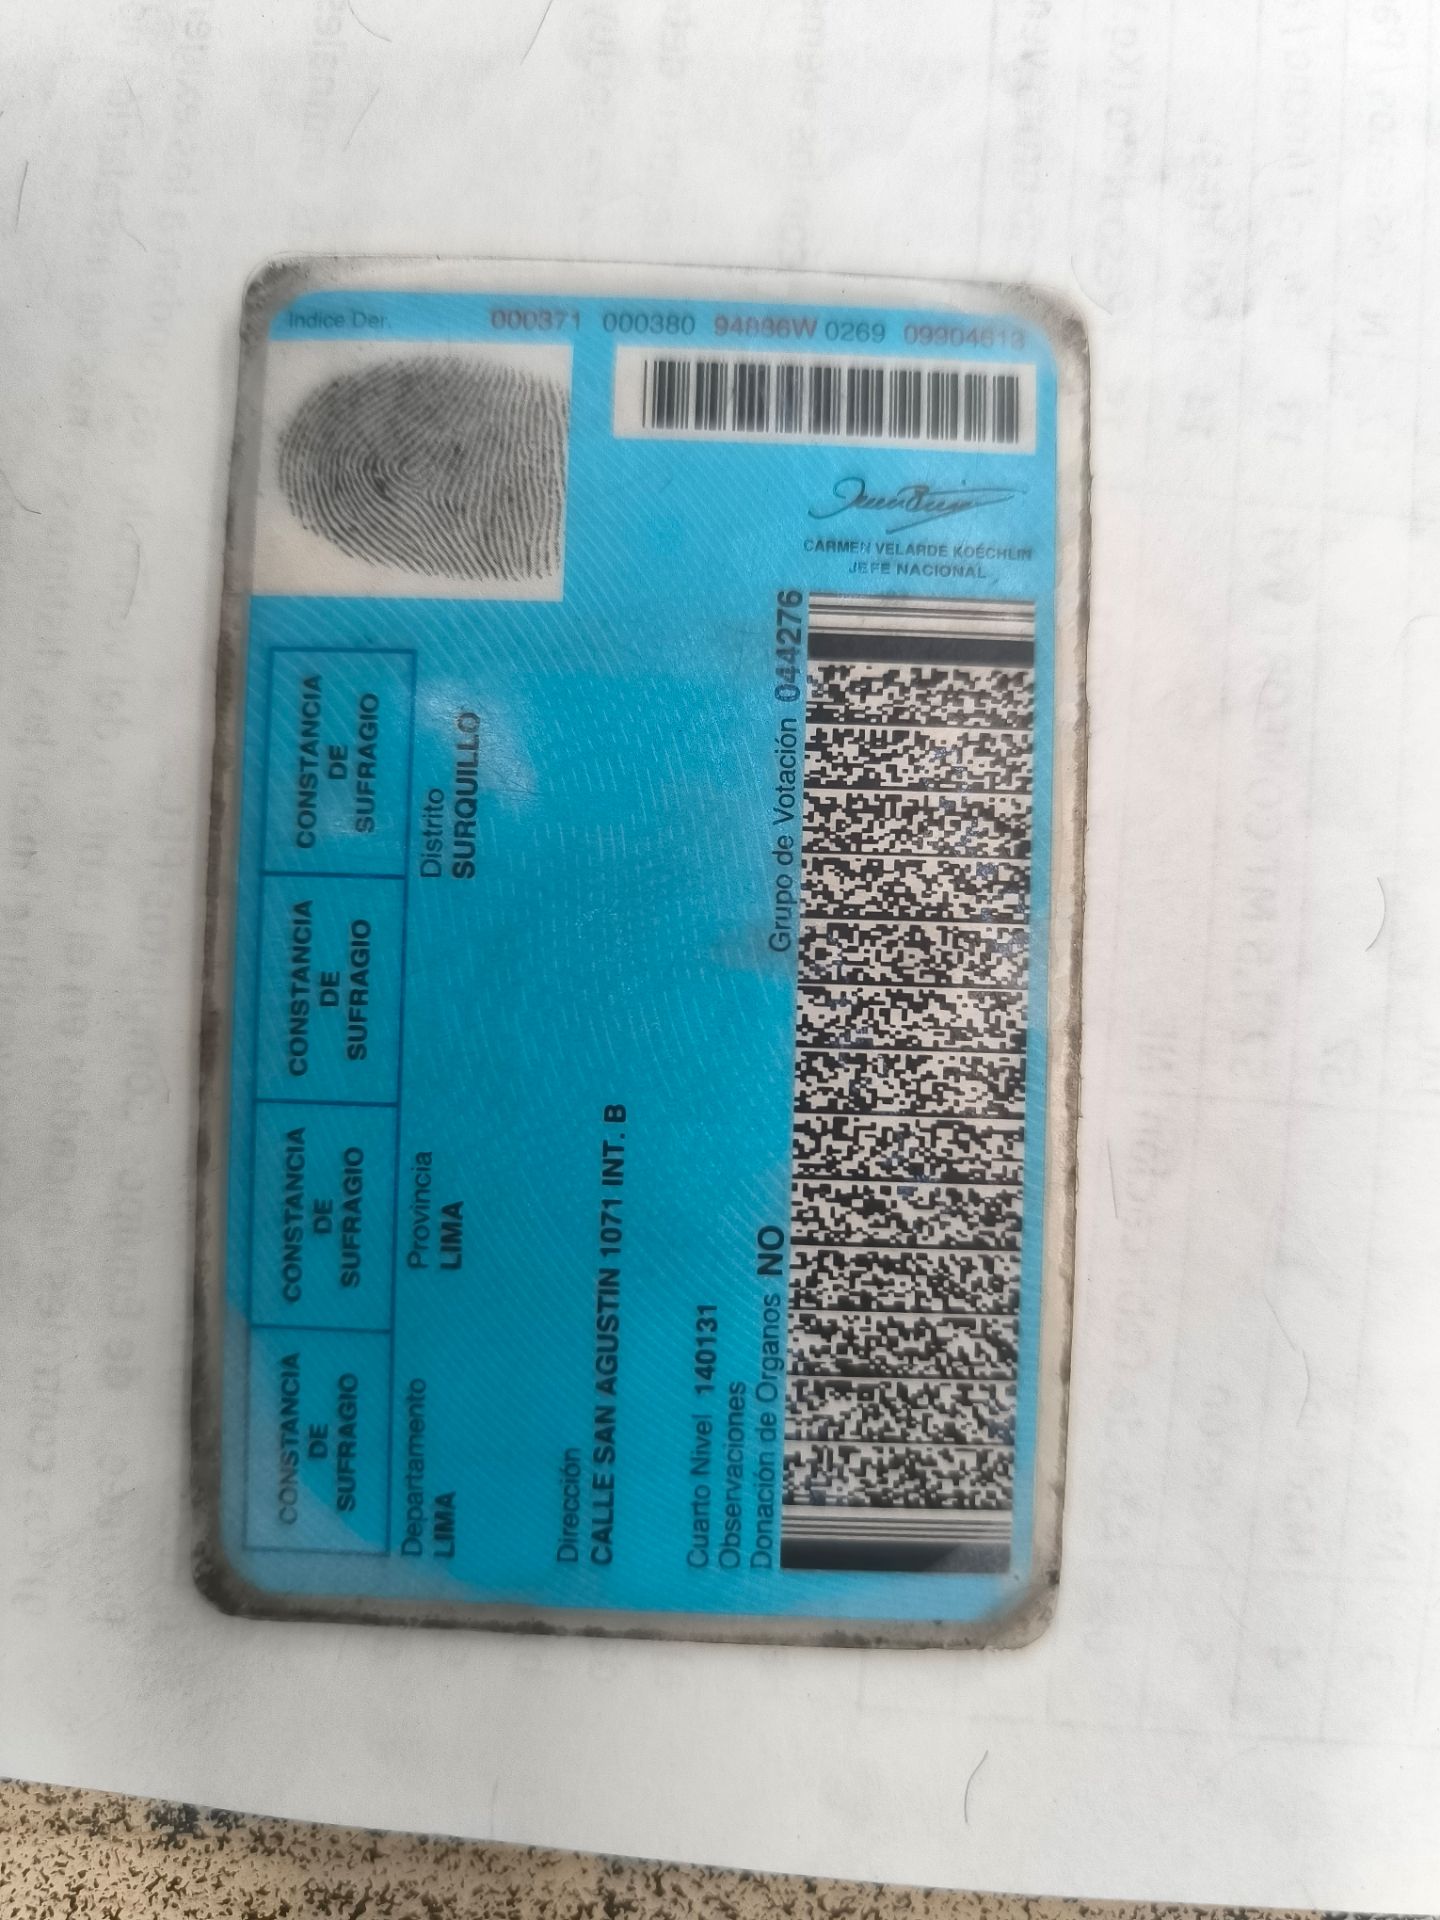 Indice Der.
000371 000380 94886W 0269 09904613
CARMEN VELARDE KOECHLIN
JEFE NACIONAL
CONSTANCIA
DE
SUFRAGIO
CONSTANCIA
DE
SUFRAGIO
CONSTANCIA
DE
SUFRAGIO
CONSTANCIA
DE
SUFRAGIO
Departamento Provincia Distrito
LIMA LIMA SURQUILLO
Dirección
CALLE SAN AGUSTIN 1071 INT. B
Cuarto Nivel 140131
Observaciones
Donación de Organos NO Grupo de Votación 044276